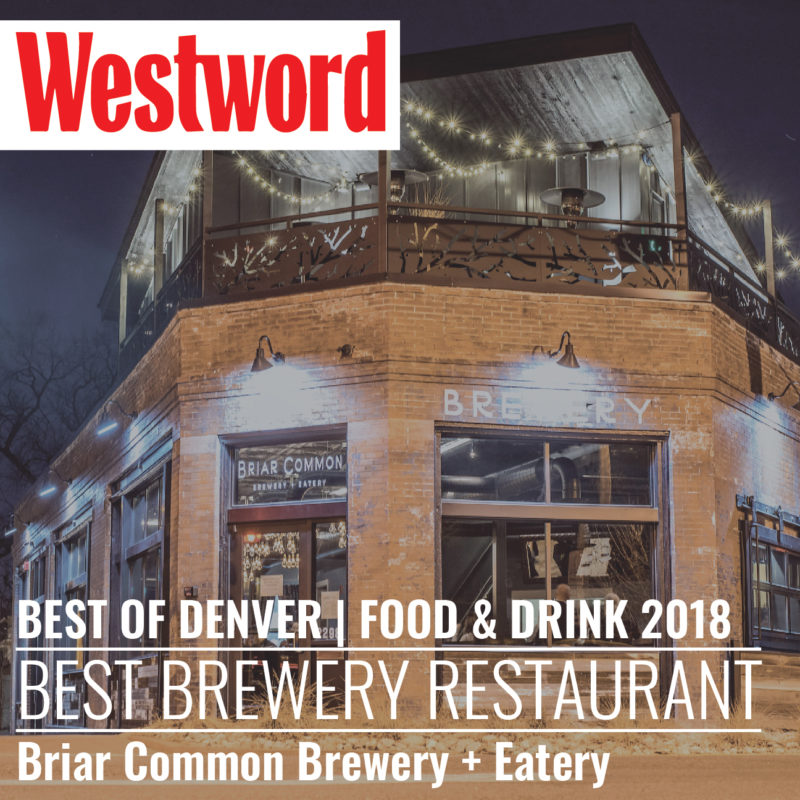 Westword
BREWERY
BRIAR COMMON
BREWERY + EATERY
BEST OF DENVER | FOOD & DRINK 2018
BEST BREWERY RESTAURANT
Briar Common Brewery + Eatery